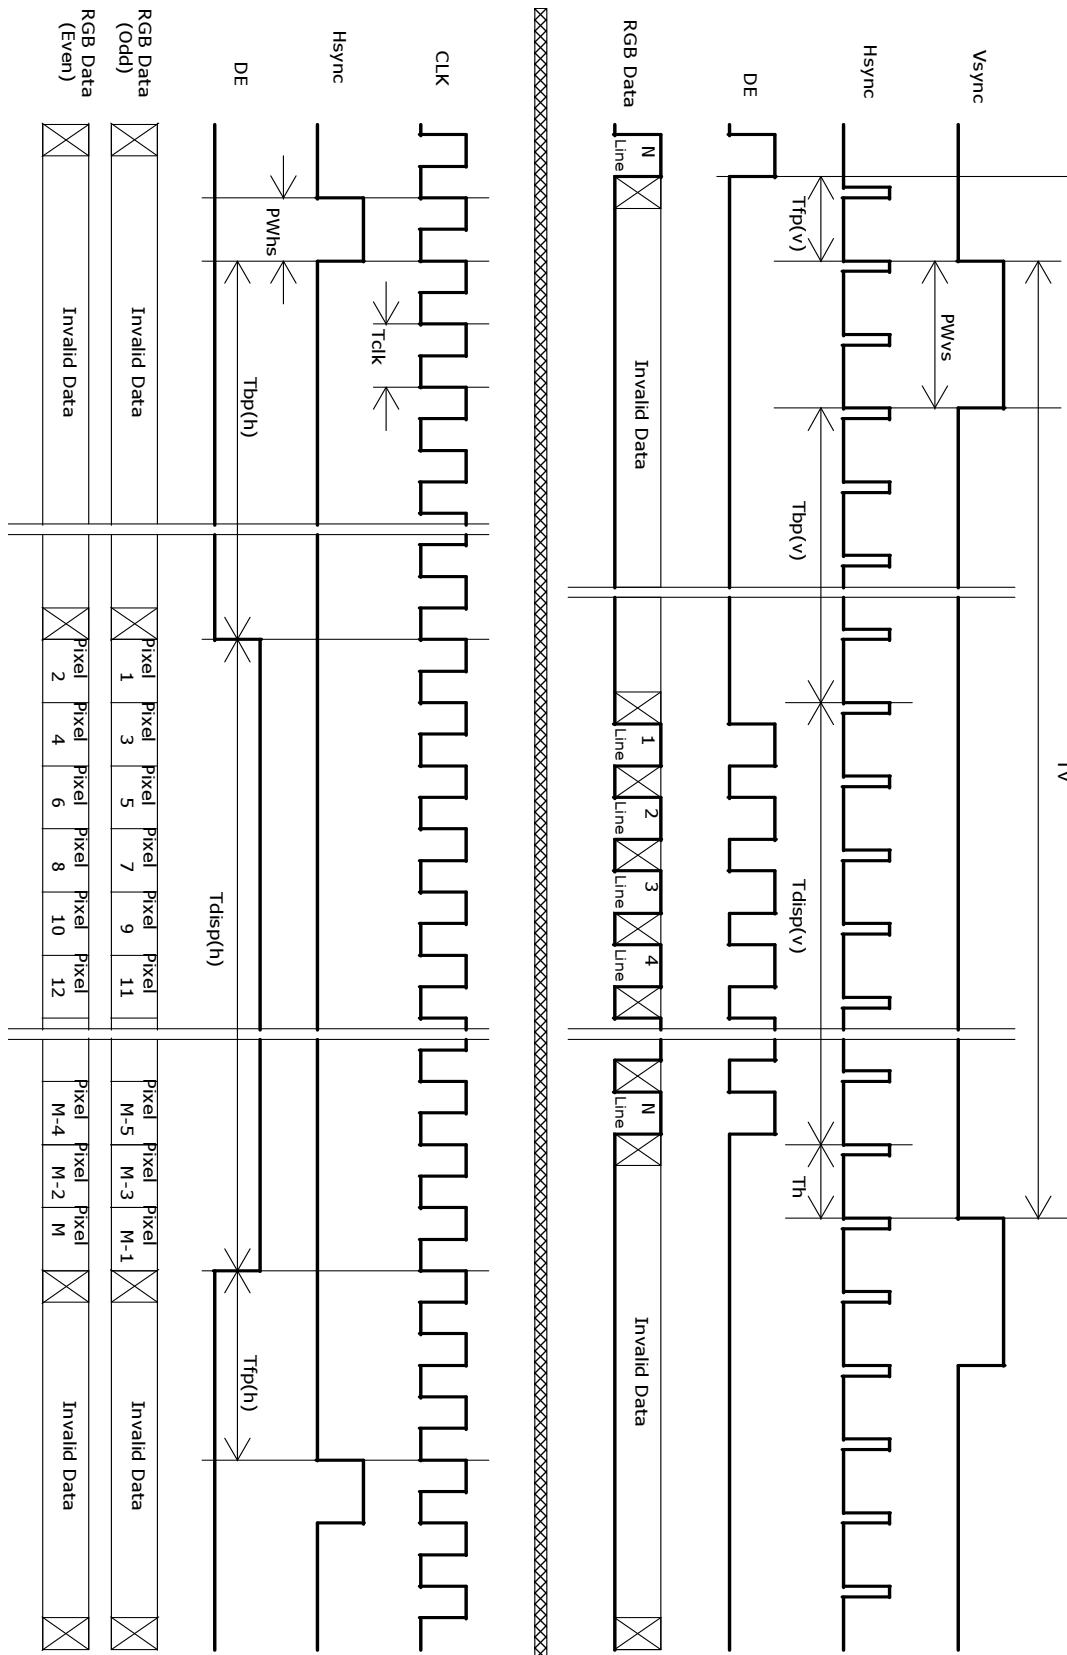 Vsync
Tv
PWvs
Hsync
Tfp(v)
Tbp(v)
Tdisp(v)
Th
DE
RGB Data
N
Line
Invalid Data
1
Line
2
Line
3
Line
4
Line
N
Line
Invalid Data
CLK
Tclk
Hsync
PWhs
DE
Tbp(h)
Tdisp(h)
Tfp(h)
RGB Data
(Odd)
Invalid Data
Pixel
1
Pixel
3
Pixel
5
Pixel
7
Pixel
9
Pixel
11
Pixel
M-5
Pixel
M-3
Pixel
M-1
Invalid Data
RGB Data
(Even)
Invalid Data
Pixel
2
Pixel
4
Pixel
6
Pixel
8
Pixel
10
Pixel
12
Pixel
M-4
Pixel
M-2
Pixel
M
Invalid Data